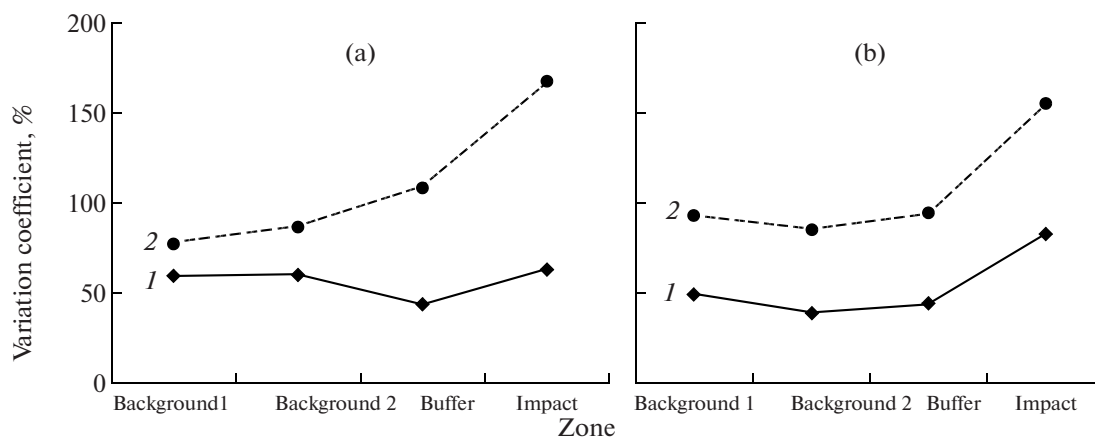 200
150
100
50
0
Variation coefficient, %
(a)
2
1
Background1
Background 2
Buffer
Impact
(b)
2
1
Background 1
Background 2
Buffer
Impact
Zone